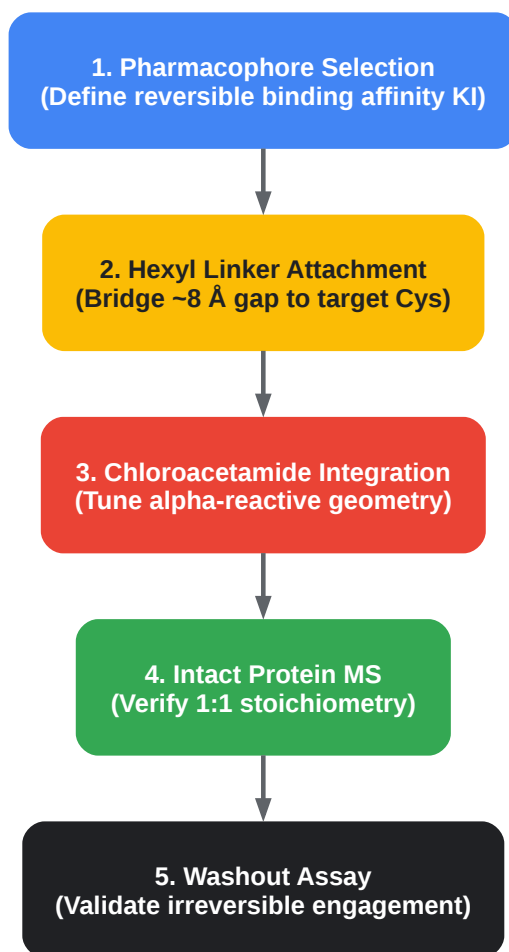 1. Pharmacophore Selection
(Define reversible binding affinity KI)
2. Hexyl Linker Attachment
(Bridge ~8 Å gap to target Cys)
3. Chloroacetamide Integration
(Tune alpha-reactive geometry)
4. Intact Protein MS
(Verify 1:1 stoichiometry)
5. Washout Assay
(Validate irreversible engagement)